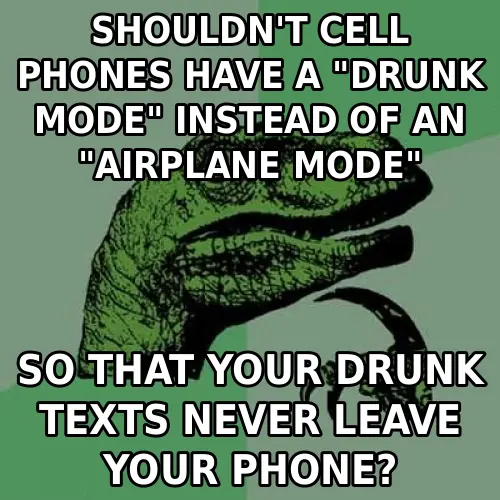 SHOULDN'T CELL
PHONES HAVE A "DRUNK
MODE" INSTEAD OF AN
"AIRPLANE MODE"
SO THAT YOUR DRUNK
TEXTS NEVER LEAVE
YOUR PHONE?